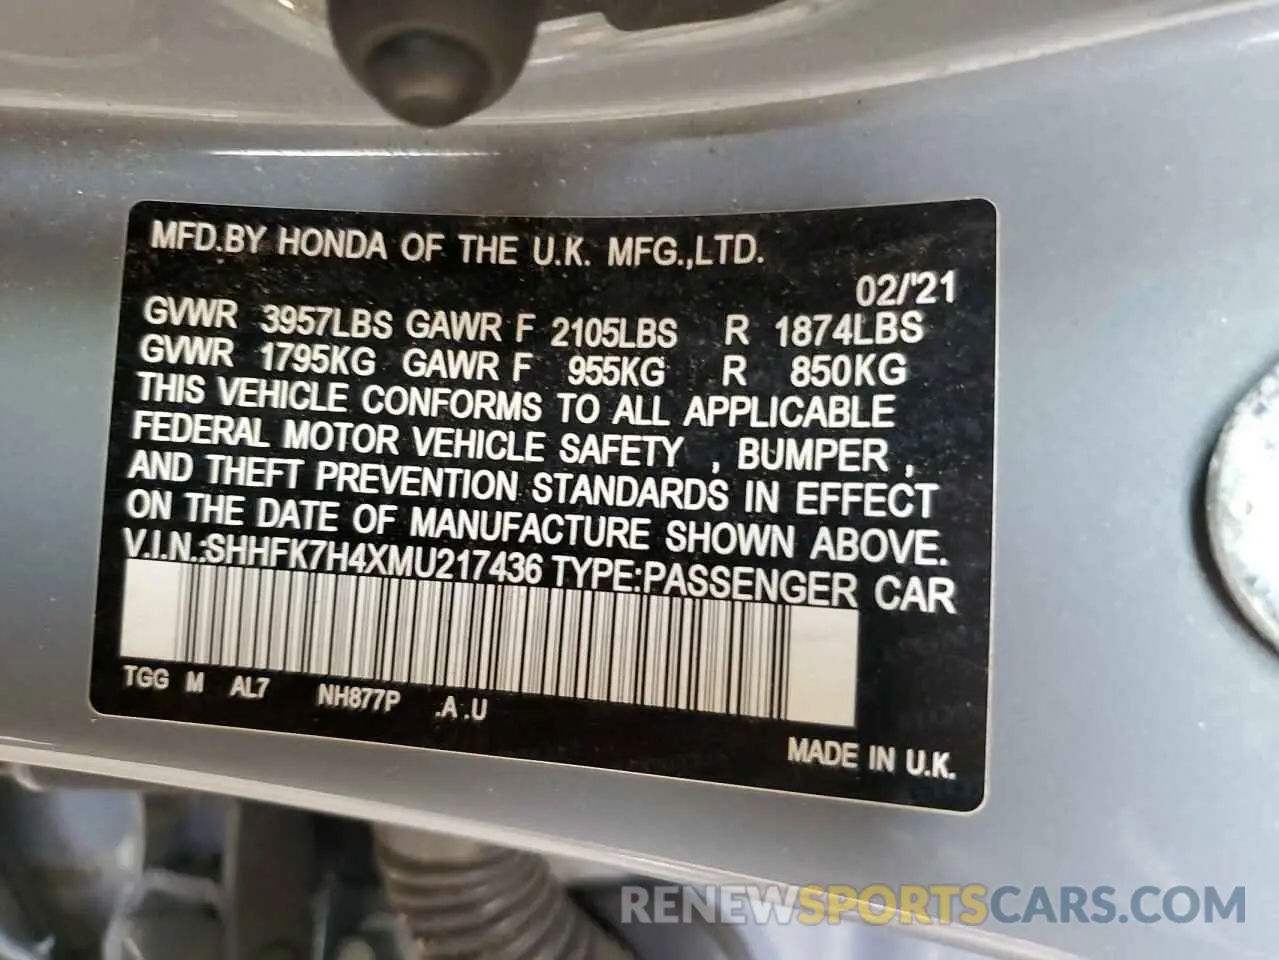 MFD.BY HONDA OF THE U.K. MFG.,LTD.
02/'21
GVWR 3957LBS GAWR F 2105LBS R 1874LBS
GVWR 1795KG GAWR F 955KG R 850KG
THIS VEHICLE CONFORMS TO ALL APPLICABLE
FEDERAL MOTOR VEHICLE SAFETY , BUMPER ,
AND THEFT PREVENTION STANDARDS IN EFFECT
ON THE DATE OF MANUFACTURE SHOWN ABOVE.
V.I.N.:SHHFK7H4XMU217436 TYPE:PASSENGER CAR
TGG M AL7 NH877P .A .U
MADE IN U.K.
RENEWSPORTSCARS.COM